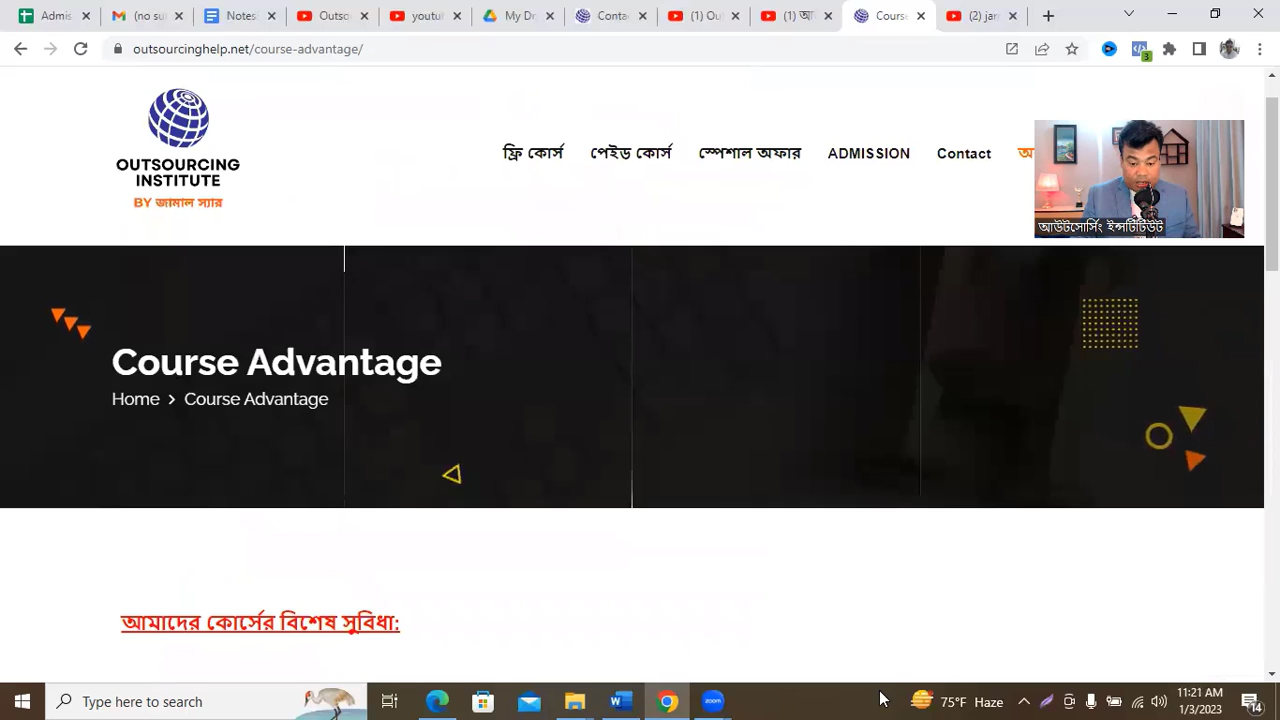 Admis
(no su
Notes
Outso
youtu
My Dr
Conta
(1) O
(1) আ
Cours
(2) jar
outsourcinghelp.net/course-advantage/
3
OUTSOURCING
INSTITUTE
BY জামাল স্যার
ফ্রি কোর্স
পেইড কোর্স
স্পেশাল অফার
ADMISSION
Contact
আউটসোর্সিং ইন্সটিটিউট
Course Advantage
Home > Course Advantage
আমাদের কোর্সের বিশেষ সুবিধা:
Type here to search
zoom
75°F Haze
11:21 AM
1/3/2023
14